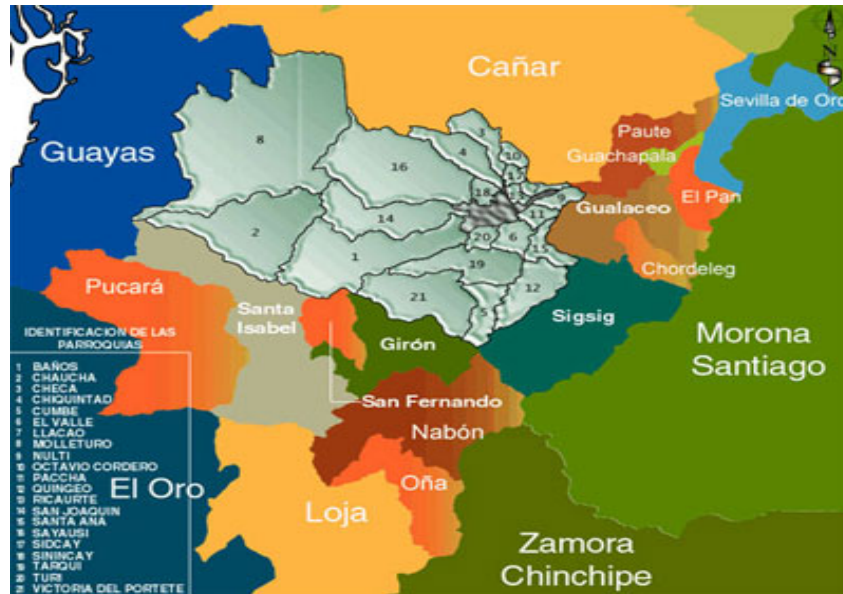 Cañar
N
Sevilla de Oro
Paute
Guayas
8
3
4
10
Guachapala
16
17
18
El Pan
Gualaceo
14
11
2
20
6
15
1
19
Chordeleg
12
Pucará
21
5
Santa
Isabel
Sigsig
Girón
Morona
Santiago
San Fernando
Nabón
Oña
El Oro
Loja
Zamora
Chinchipe
IDENTIFICACION DE LAS
PARROQUIAS
1 BAÑOS
2 CHAUCHA
3 CHECA
4 CHIQUINTAD
5 CUMBE
6 EL VALLE
7 LLACAO
8 MOLLETURO
9 NULTI
10 OCTAVIO CORDERO
11 PACCHA
12 QUINGEO
13 RICAURTE
14 SAN JOAQUIN
15 SANTA ANA
16 SAYAUSI
17 SIDCAY
18 SININCAY
19 TARQUI
20 TURI
21 VICTORIA DEL PORTETE